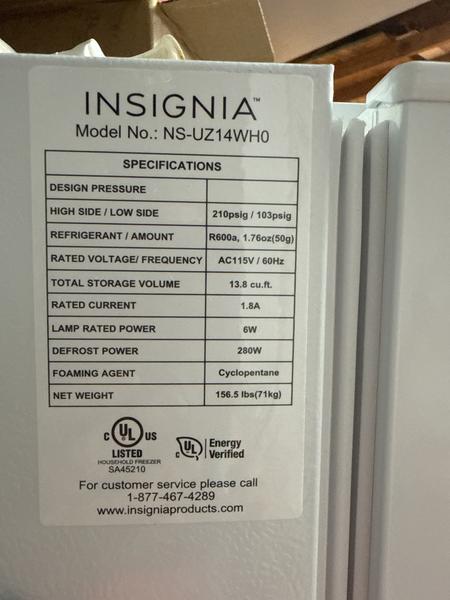 INSIGNIA™
Model No.: NS-UZ14WH0
SPECIFICATIONS
DESIGN PRESSURE
HIGH SIDE / LOW SIDE 210psig / 103psig
REFRIGERANT / AMOUNT R600a, 1.76oz(50g)
RATED VOLTAGE/ FREQUENCY AC115V / 60Hz
TOTAL STORAGE VOLUME 13.8 cu.ft.
RATED CURRENT 1.8A
LAMP RATED POWER 6W
DEFROST POWER 280W
FOAMING AGENT Cyclopentane
NET WEIGHT 156.5 lbs(71kg)
C UL US
LISTED
HOUSEHOLD FREEZER
SA45210
C UL Energy
Verified
For customer service please call
1-877-467-4289
www.insigniaproducts.com